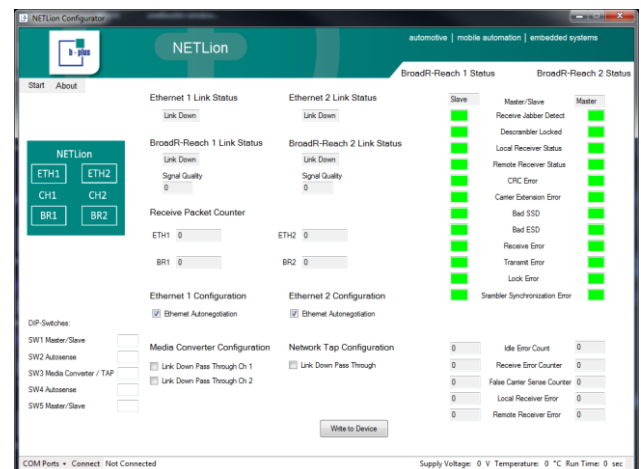 NETLion Configurator
b - plus
NETLion
automotive | mobile automation | embedded systems
BroadR-Reach 1 Status BroadR-Reach 2 Status
Start About
Ethernet 1 Link Status Ethernet 2 Link Status
Link Down Link Down
BroadR-Reach 1 Link Status BroadR-Reach 2 Link Status
Link Down Link Down
Signal Quality Signal Quality
0 0
NETLion
ETH1 ETH2
CH1 CH2
BR1 BR2
Receive Packet Counter
ETH1 0 ETH2 0
BR1 0 BR2 0
Ethernet 1 Configuration Ethernet 2 Configuration
Ethernet Autonegotiation Ethernet Autonegotiation
Media Converter Configuration Network Tap Configuration
Link Down Pass Through Ch 1 Link Down Pass Through
Link Down Pass Through Ch 2
DIP-Switches:
SW1 Master/Slave
SW2 Autosense
SW3 Media Converter / TAP
SW4 Autosense
SW5 Master/Slave
Write to Device
Slave Master/Slave Master
Receive Jabber Detect
Descrambler Locked
Local Receiver Status
Remote Receiver Status
CRC Error
Carrier Extension Error
Bad SSD
Bad ESD
Receive Error
Transmit Error
Lock Error
Srambler Synchronization Error
0 Idle Error Count 0
0 Receive Error Counter 0
0 False Carrier Sense Counter 0
0 Local Receiver Error 0
0 Remote Receiver Error 0
COM Ports Connect Not Connected
Supply Voltage: 0 V Temperature: 0 °C Run Time: 0 sec